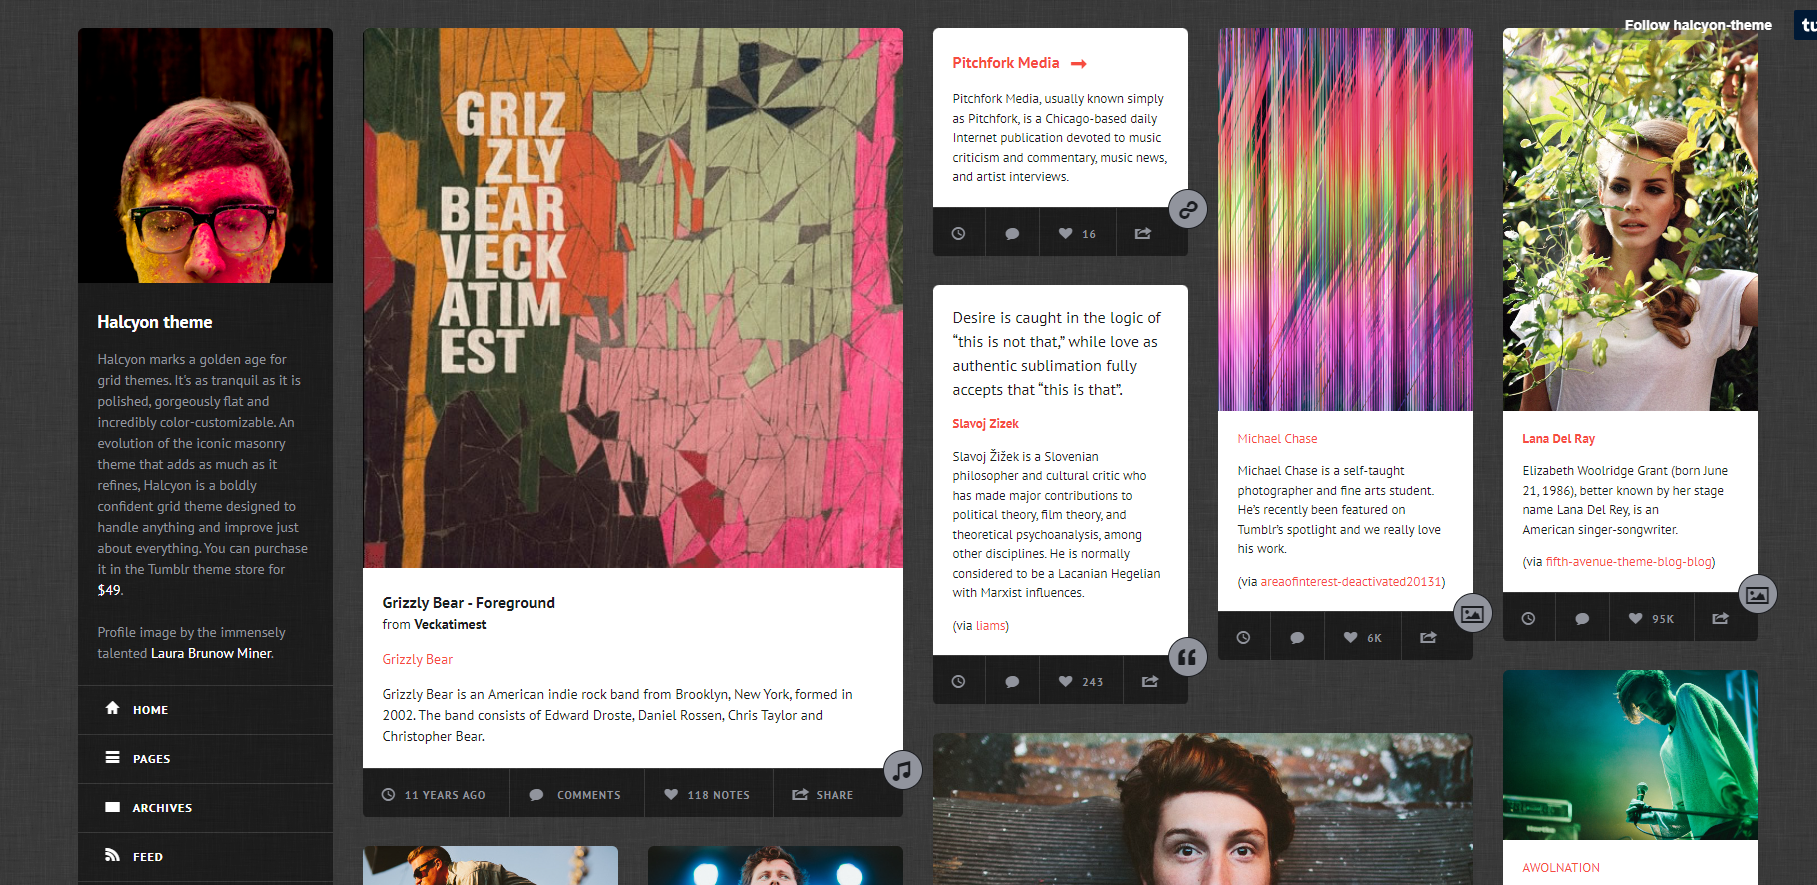 Follow halcyon-theme
Halcyon theme
Halcyon marks a golden age for
grid themes. It's as tranquil as it is
polished, gorgeously flat and
incredibly color-customizable. An
evolution of the iconic masonry
theme that adds as much as it
refines, Halcyon is a boldly
confident grid theme designed to
handle anything and improve just
about everything. You can purchase
it in the Tumblr theme store for
$49.
Profile image by the immensely
talented Laura Brunow Miner.
HOME
PAGES
ARCHIVES
FEED
GRIZ
ZLY
BEAR
VECK
ATIM
EST
Grizzly Bear - Foreground
from Veckatimest
Grizzly Bear
Grizzly Bear is an American indie rock band from Brooklyn, New York, formed in
2002. The band consists of Edward Droste, Daniel Rossen, Chris Taylor and
Christopher Bear.
11 YEARS AGO COMMENTS 118 NOTES SHARE
Pitchfork Media
Pitchfork Media, usually known simply
as Pitchfork, is a Chicago-based daily
Internet publication devoted to music
criticism and commentary, music news,
and artist interviews.
16
Desire is caught in the logic of
“this is not that,” while love as
authentic sublimation fully
accepts that “this is that”.
Slavoj Zizek
Slavoj Žižek is a Slovenian
philosopher and cultural critic who
has made major contributions to
political theory, film theory, and
theoretical psychoanalysis, among
other disciplines. He is normally
considered to be a Lacanian Hegelian
with Marxist influences.
(via liams)
243
Michael Chase
Michael Chase is a self-taught
photographer and fine arts student.
He’s recently been featured on
Tumblr’s spotlight and we really love
his work.
(via areaofinterest-deactivated20131)
6K
Lana Del Ray
Elizabeth Woolridge Grant (born June
21, 1986), better known by her stage
name Lana Del Rey, is an
American singer-songwriter.
(via fifth-avenue-theme-blog-blog)
95K
AWOLNATION